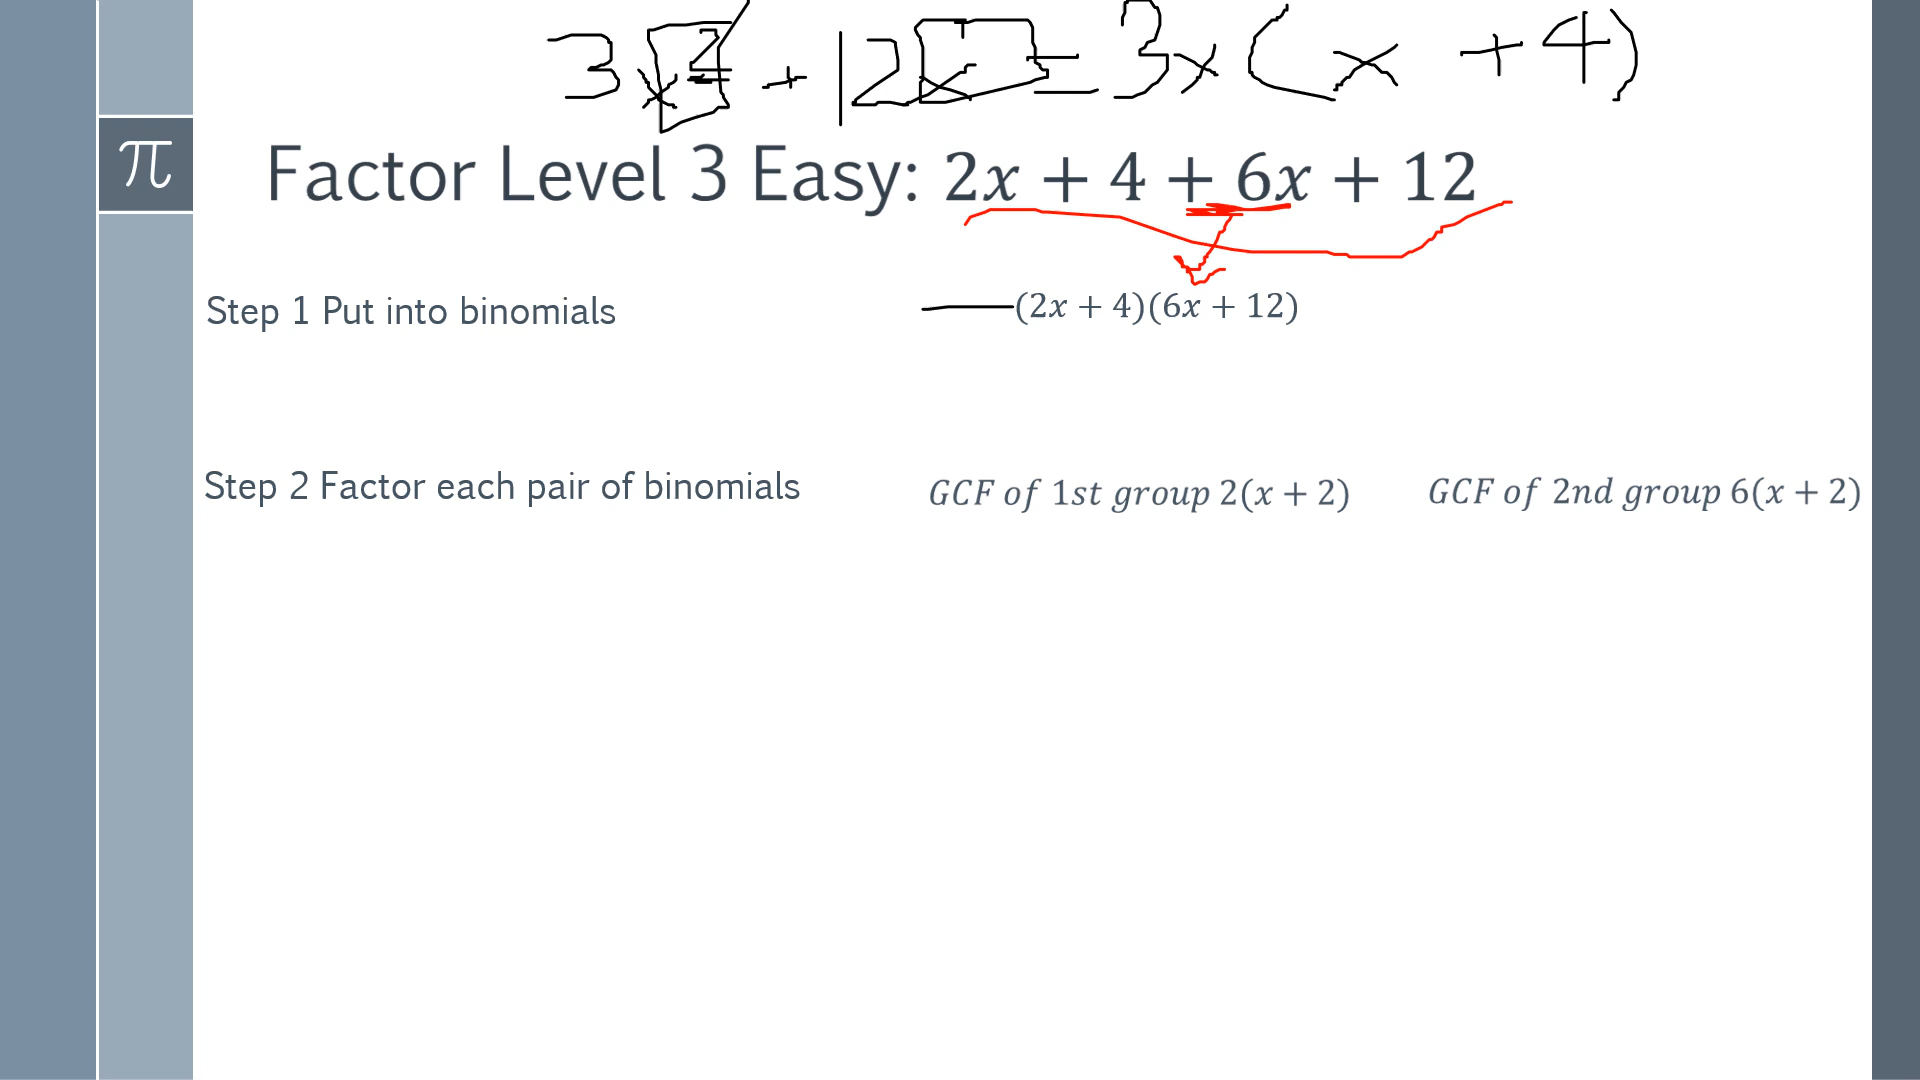 3x² + 12x = 3x(x + 4)
π
Factor Level 3 Easy: 2x + 4 + 6x + 12
Step 1 Put into binomials (2x + 4)(6x + 12)
Step 2 Factor each pair of binomials GCF of 1st group 2(x + 2) GCF of 2nd group 6(x + 2)